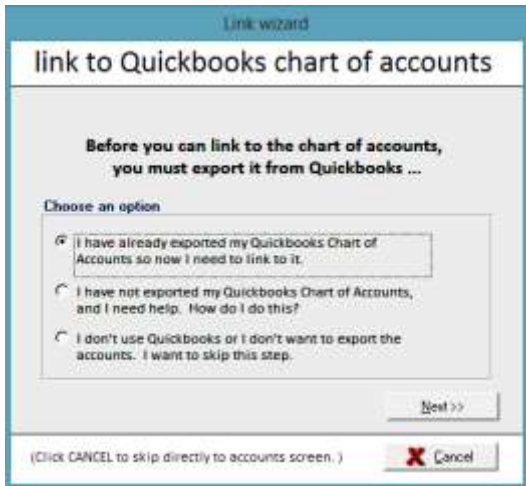 Link wizard
link to Quickbooks chart of accounts
Before you can link to the chart of accounts,
you must export it from Quickbooks ...
Choose an option
I have already exported my Quickbooks Chart of
Accounts so now I need to link to it.
I have not exported my Quickbooks Chart of Accounts,
and I need help. How do I do this?
I don't use Quickbooks or I don't want to export the
accounts. I want to skip this step.
Next >>
(Click CANCEL to skip directly to accounts screen. )
Cancel